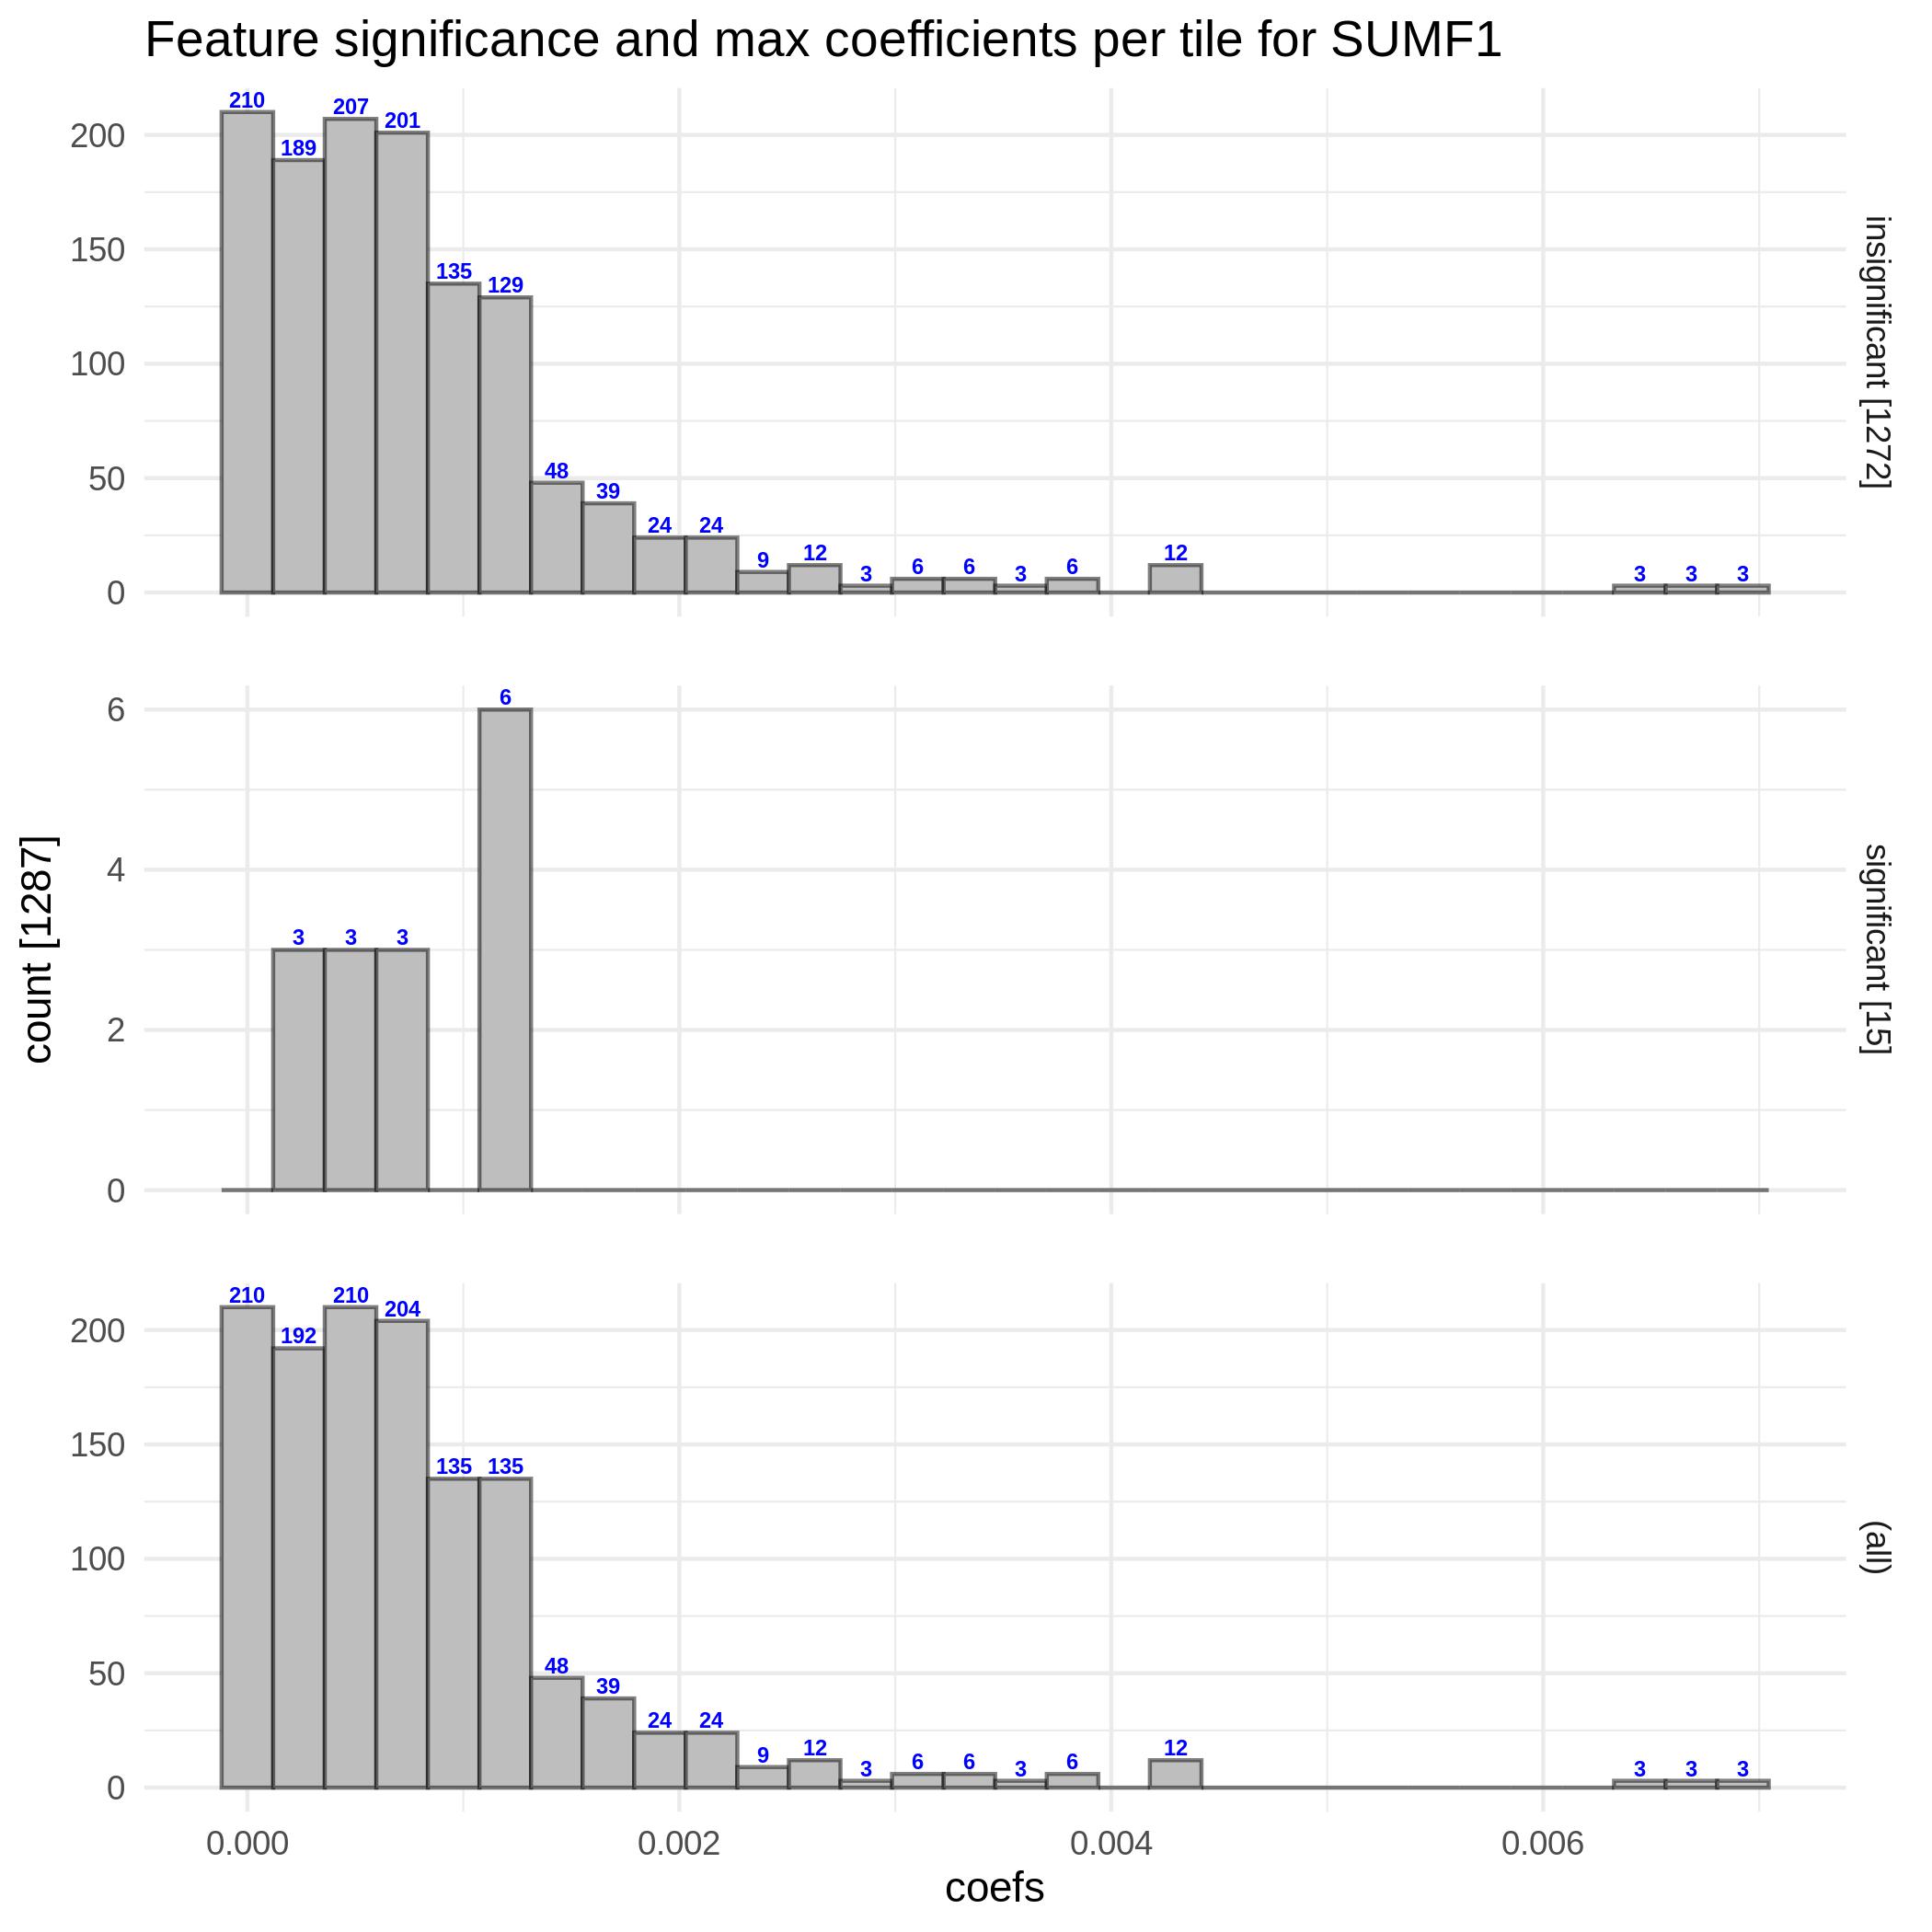 Feature significance and max coefficients per tile for SUMF1
210 189 207 201 135 129 48 39 24 24 9 12 3 6 6 3 6 12 3 3 3
200
150
100
50
0
insignificant [1272]
3 3 3 6
6
4
2
0
significant [15]
count [1287]
210 192 210 204 135 135 48 39 24 24 9 12 3 6 6 3 6 12 3 3 3
200
150
100
50
0
(all)
0.000 0.002 0.004 0.006
coefs